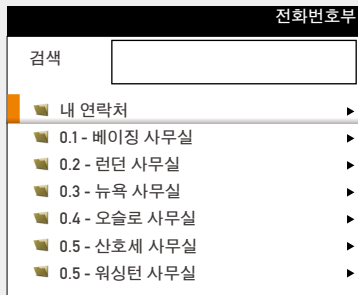 전화번호부
검색
내 연락처
0.1 - 베이징 사무실
0.2 - 런던 사무실
0.3 - 뉴욕 사무실
0.4 - 오슬로 사무실
0.5 - 산호세 사무실
0.5 - 워싱턴 사무실